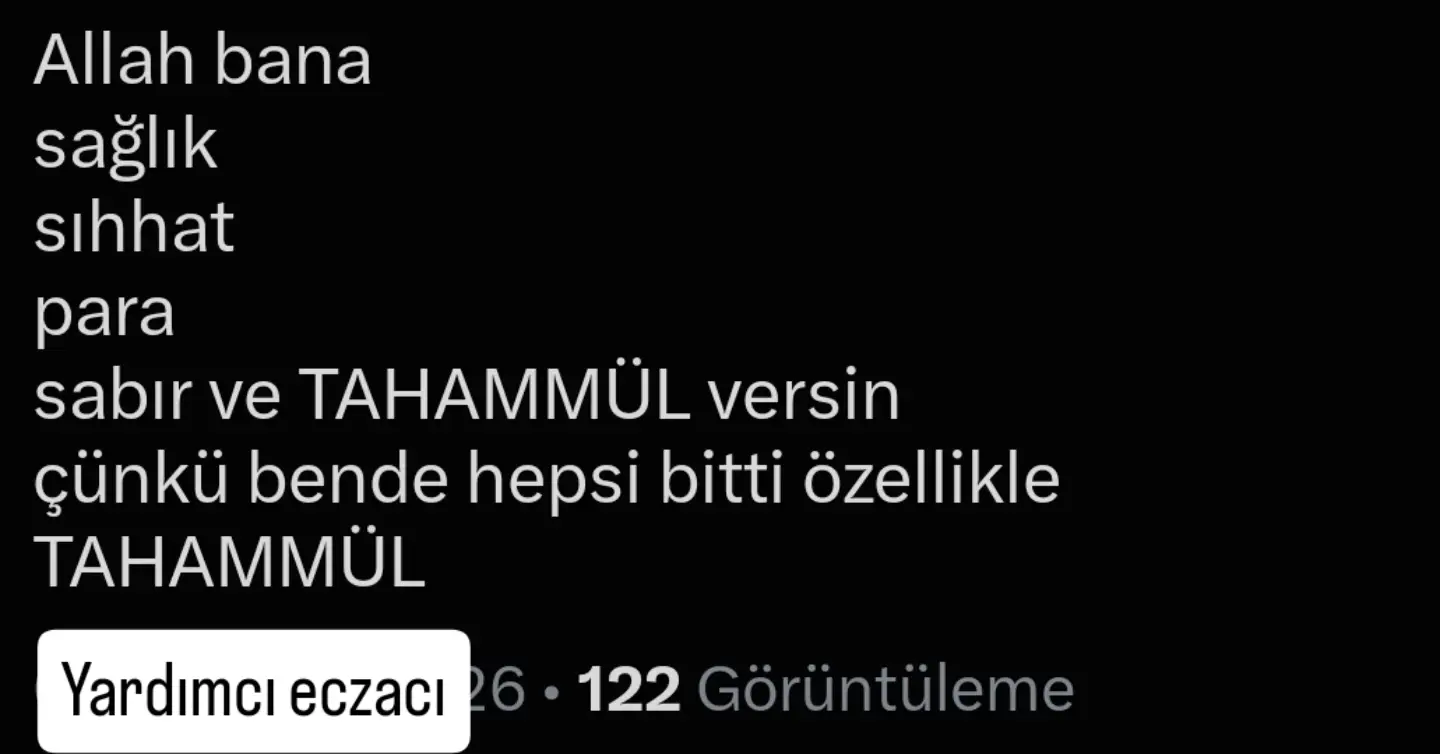 Allah bana
sağlık
sıhhat
para
sabır ve TAHAMMÜL versin
çünkü bende hepsi bitti özellikle
TAHAMMÜL
Yardımcı eczacı
26 • 122 Görüntüleme